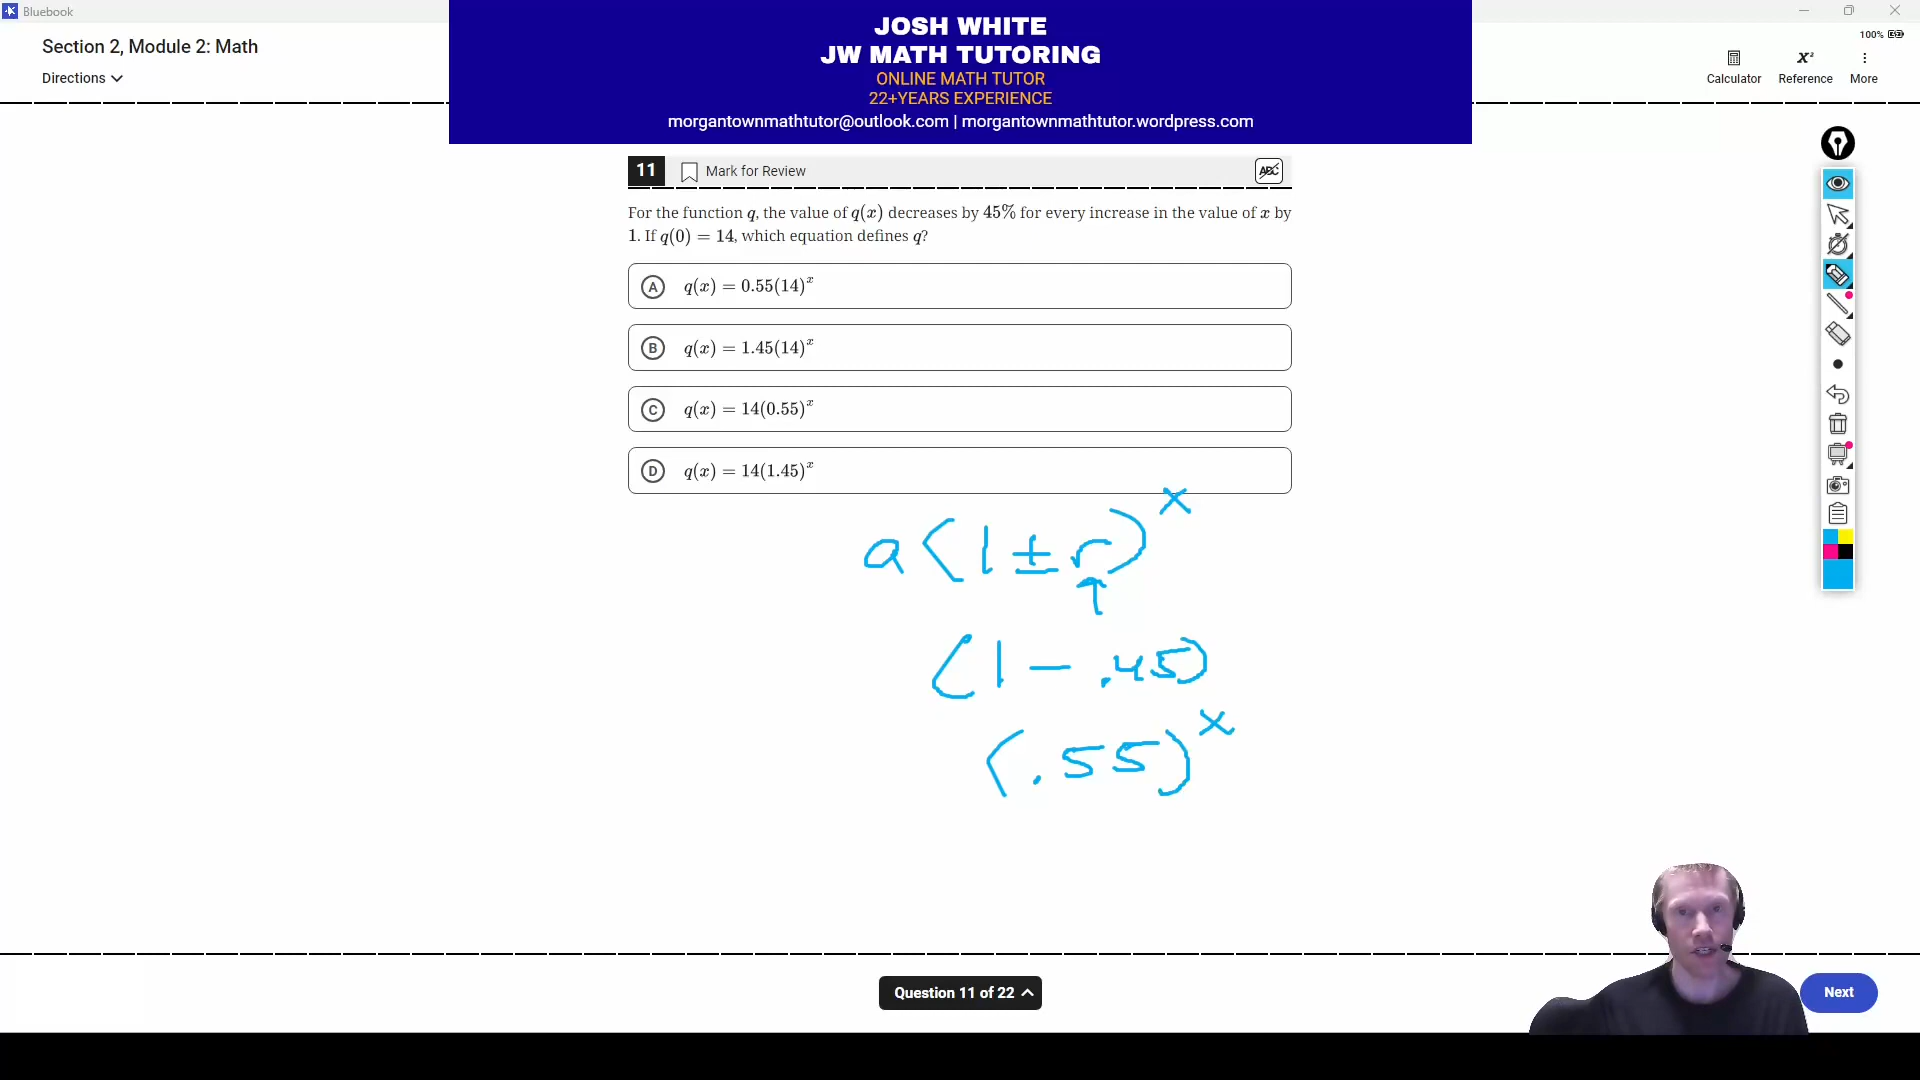 Bluebook
Section 2, Module 2: Math
Directions
JOSH WHITE
JW MATH TUTORING
ONLINE MATH TUTOR
22+YEARS EXPERIENCE
morgantownmathtutor@outlook.com | morgantownmathtutor.wordpress.com
100%
Calculator
x² Reference
More
11 Mark for Review ABC
For the function q, the value of q(x) decreases by 45% for every increase in the value of x by
1. If q(0) = 14, which equation defines q?
A q(x) = 0.55(14)ˣ
B q(x) = 1.45(14)ˣ
C q(x) = 14(0.55)ˣ
D q(x) = 14(1.45)ˣ
a(1 ± r)ˣ
(1 - .45)
(.55)ˣ
Question 11 of 22
Next